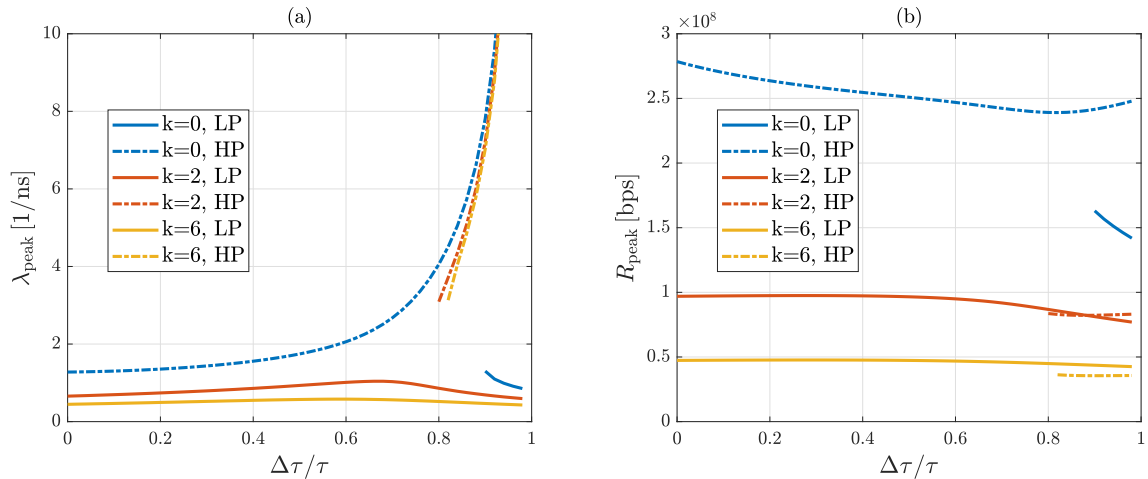 (a)
10
8
6
4
2
0
λpeak [1/ns]
k=0, LP
k=0, HP
k=2, LP
k=2, HP
k=6, LP
k=6, HP
0 0.2 0.4 0.6 0.8 1
Δτ/τ
(b)
×10⁸
3
2.5
2
1.5
1
0.5
0
Rpeak [bps]
k=0, LP
k=0, HP
k=2, LP
k=2, HP
k=6, LP
k=6, HP
0 0.2 0.4 0.6 0.8 1
Δτ/τ